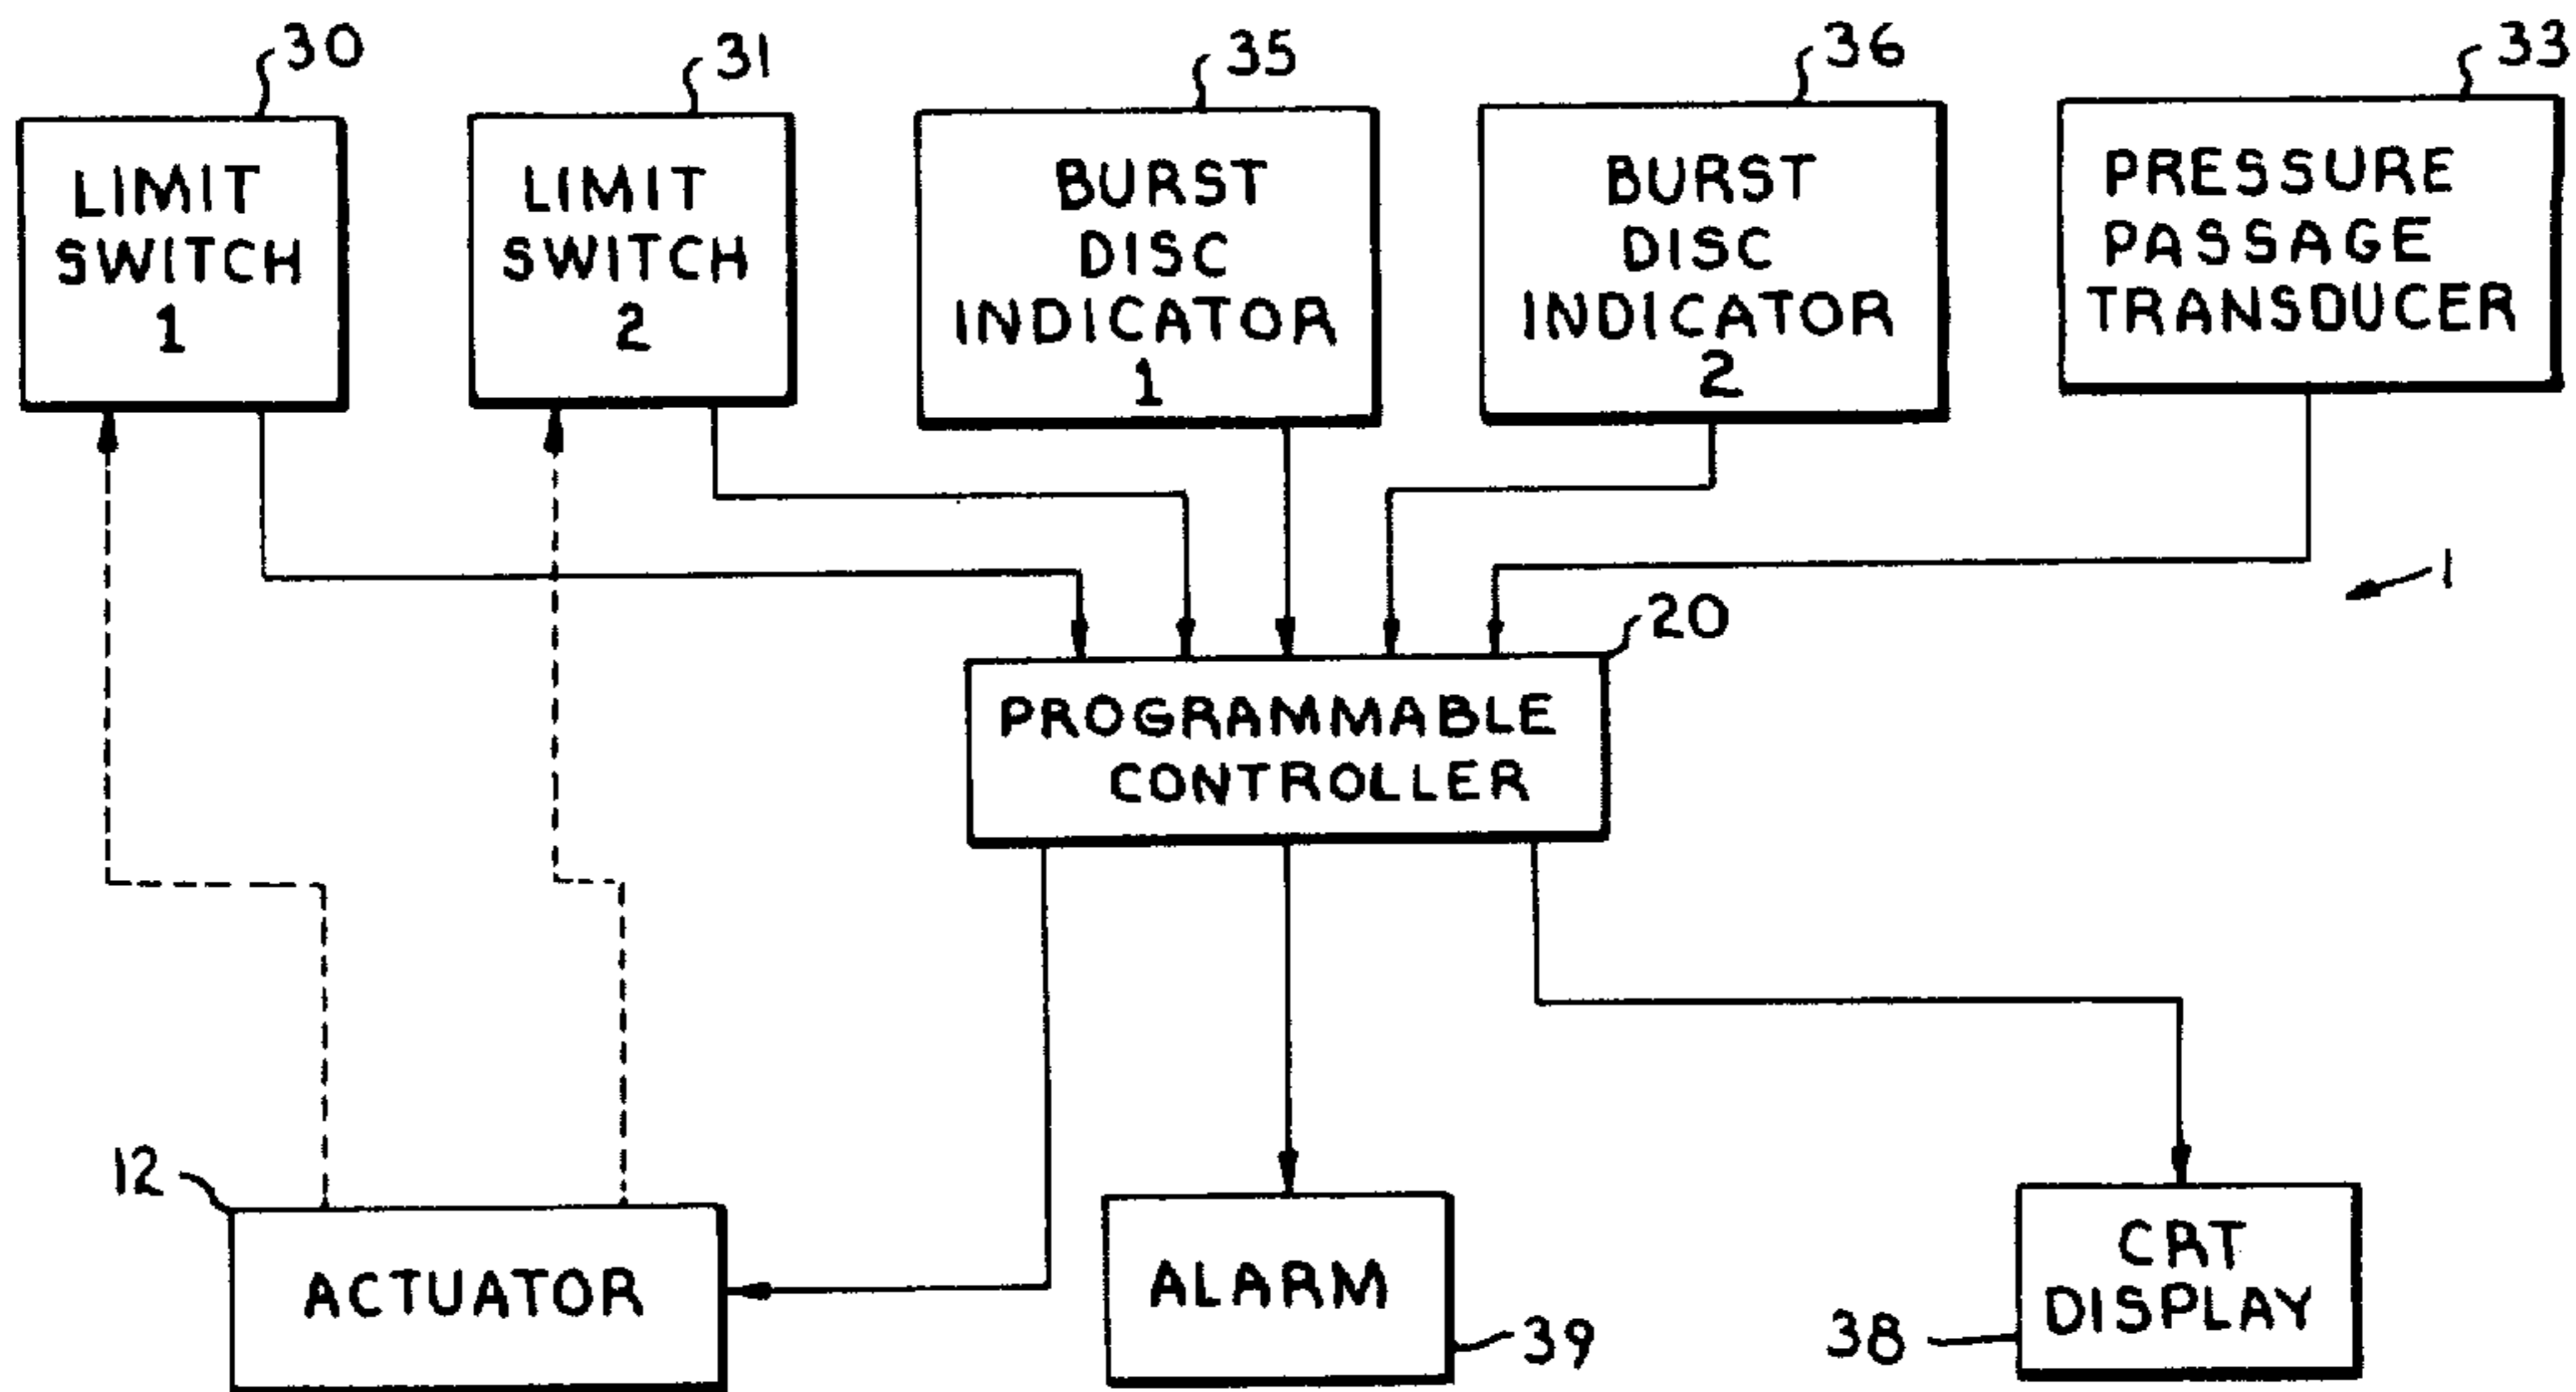 30
31
35
36
33
LIMIT
SWITCH
1
LIMIT
SWITCH
2
BURST
DISC
INDICATOR
1
BURST
DISC
INDICATOR
2
PRESSURE
PASSAGE
TRANSDUCER
1
20
PROGRAMMABLE
CONTROLLER
12
ACTUATOR
ALARM
39
CRT
DISPLAY
38